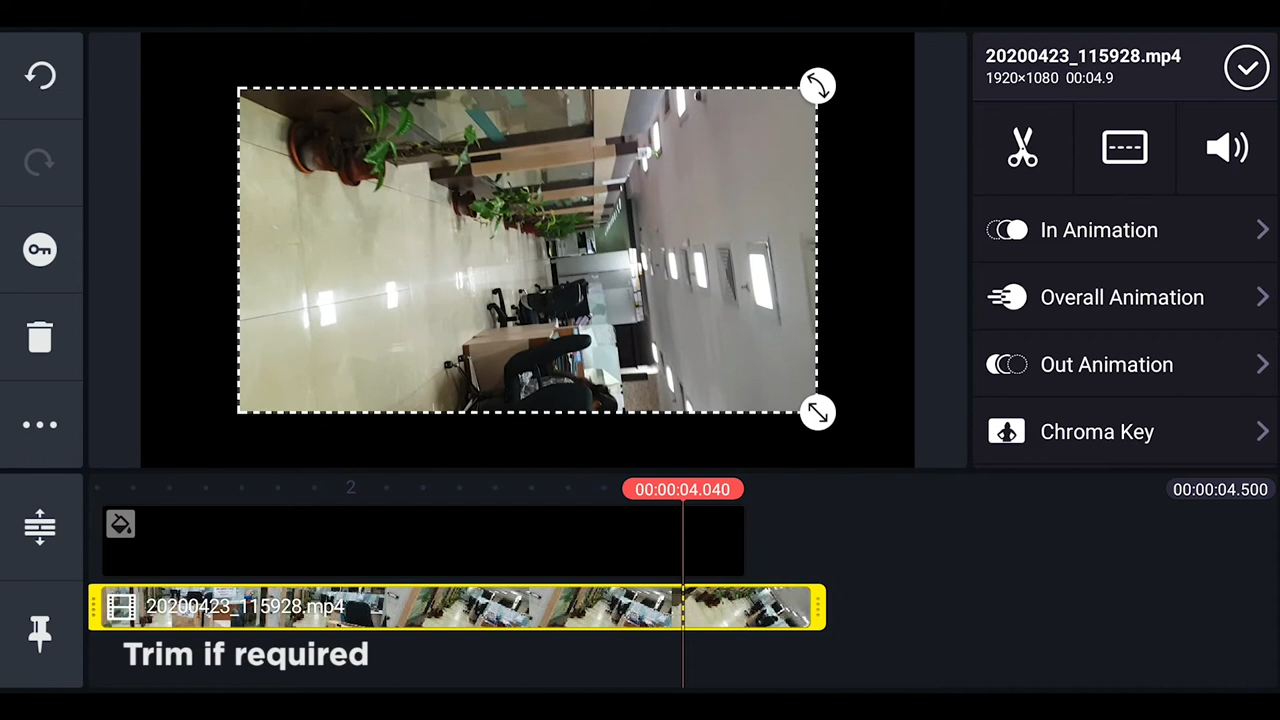 20200423_115928.mp4
1920×1080 00:04.9
In Animation
Overall Animation
Out Animation
Chroma Key
2
00:00:04.040
00:00:04.500
20200423_115928.mp4
Trim if required